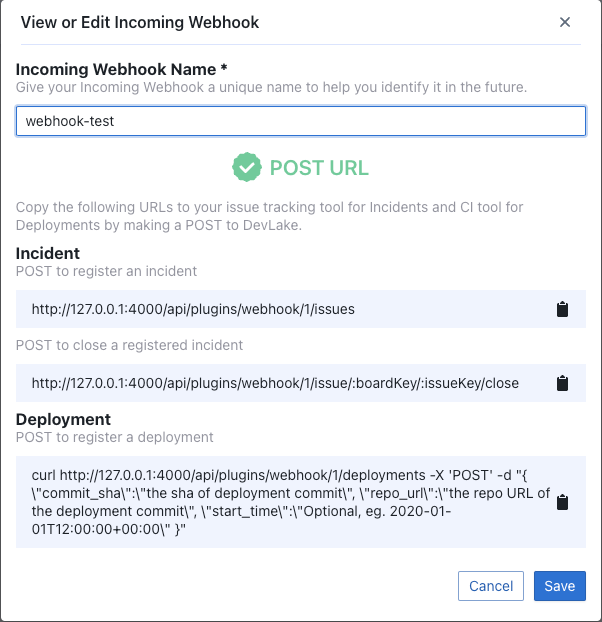 View or Edit Incoming Webhook
Incoming Webhook Name *
Give your Incoming Webhook a unique name to help you identify it in the future.
webhook-test
POST URL
Copy the following URLs to your issue tracking tool for Incidents and CI tool for
Deployments by making a POST to DevLake.
Incident
POST to register an incident
http://127.0.0.1:4000/api/plugins/webhook/1/issues
POST to close a registered incident
http://127.0.0.1:4000/api/plugins/webhook/1/issue/:boardKey/:issueKey/close
Deployment
POST to register a deployment
curl http://127.0.0.1:4000/api/plugins/webhook/1/deployments -X 'POST' -d "{
\"commit_sha\":\"the sha of deployment commit\", \"repo_url\":\"the repo URL of
the deployment commit\", \"start_time\":\"Optional, eg. 2020-01-
01T12:00:00+00:00\" }"
Cancel
Save